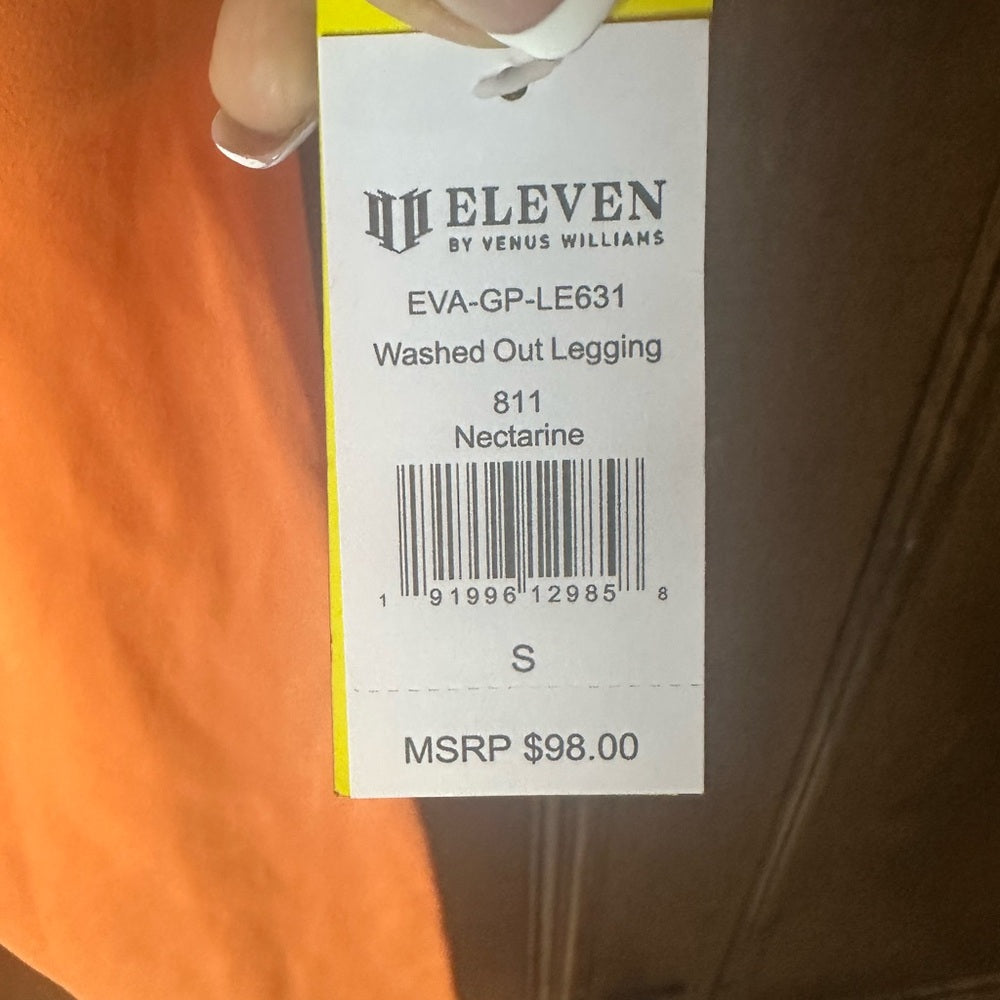 ELEVEN
BY VENUS WILLIAMS
EVA-GP-LE631
Washed Out Legging
811
Nectarine
1 91996 12985 8
S
MSRP $98.00